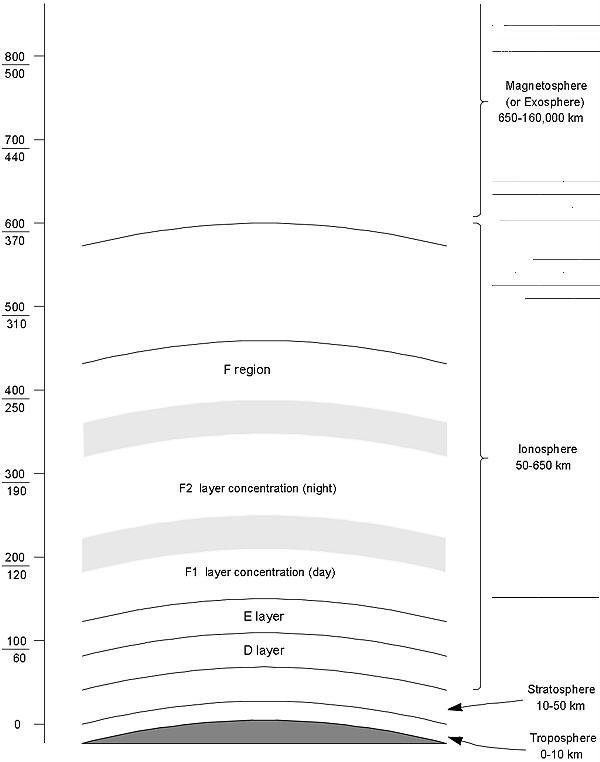 800
500
Magnetosphere
(or Exosphere)
650-160,000 km
700
440
600
370
500
310
F region
400
250
Ionosphere
50-650 km
300
190
F2 layer concentration (night)
200
120
F1 layer concentration (day)
E layer
100
60
D layer
Stratosphere
10-50 km
0
Troposphere
0-10 km